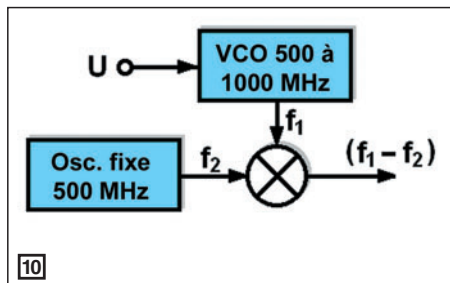 VCO 500 à
1000 MHz
U
f₁
Osc. fixe
500 MHz
f₂
(f₁ – f₂)
10